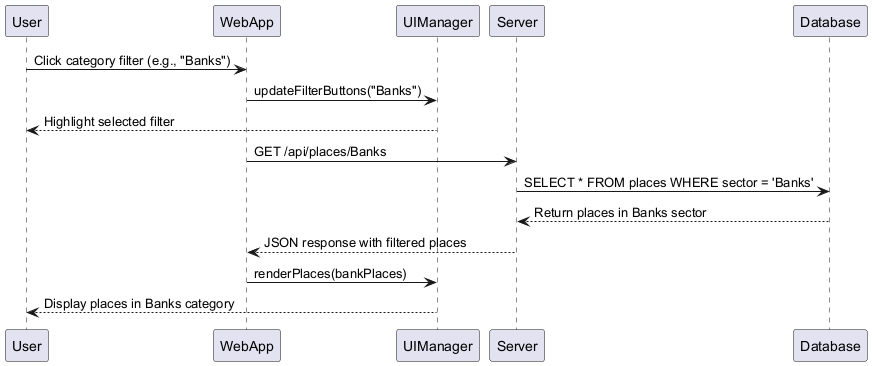 User WebApp UIManager Server Database
Click category filter (e.g., "Banks")
updateFilterButtons("Banks")
Highlight selected filter
GET /api/places/Banks
SELECT * FROM places WHERE sector = 'Banks'
Return places in Banks sector
JSON response with filtered places
renderPlaces(bankPlaces)
Display places in Banks category
User WebApp UIManager Server Database